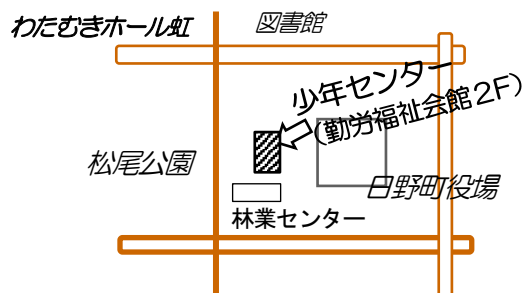 わたむきホール虹
図書館
少年センター
(勤労福祉会館2F)
松尾公園
日野町役場
林業センター